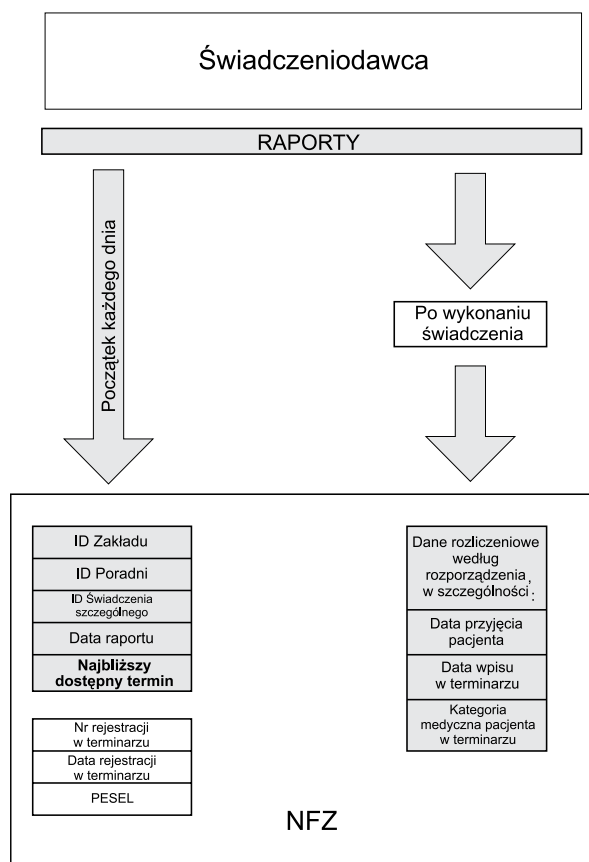 Świadczeniodawca
RAPORTY
Początek każdego dnia
Po wykonaniu
świadczenia
ID Zakładu
ID Poradni
ID Świadczenia
szczególnego
Data raportu
Najbliższy
dostępny termin
Nr rejestracji
w terminarzu
Data rejestracji
w terminarzu
PESEL
Dane rozliczeniowe
według
rozporządzenia,
w szczególności:
Data przyjęcia
pacjenta
Data wpisu
w terminarzu
Kategoria
medyczna pacjenta
w terminarzu
NFZ